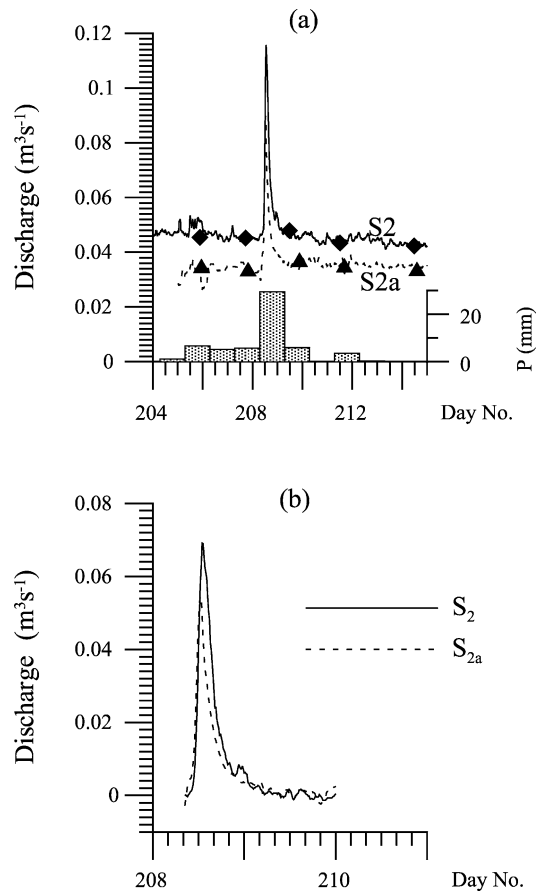 (a)
0.12
0.1
0.08
0.06
0.04
0.02
0
Discharge (m³s⁻¹)
S2
S2a
20
0
P (mm)
204
208
212
Day No.
(b)
0.08
0.06
0.04
0.02
0
Discharge (m³s⁻¹)
S₂
S₂ₐ
208
210
Day No.